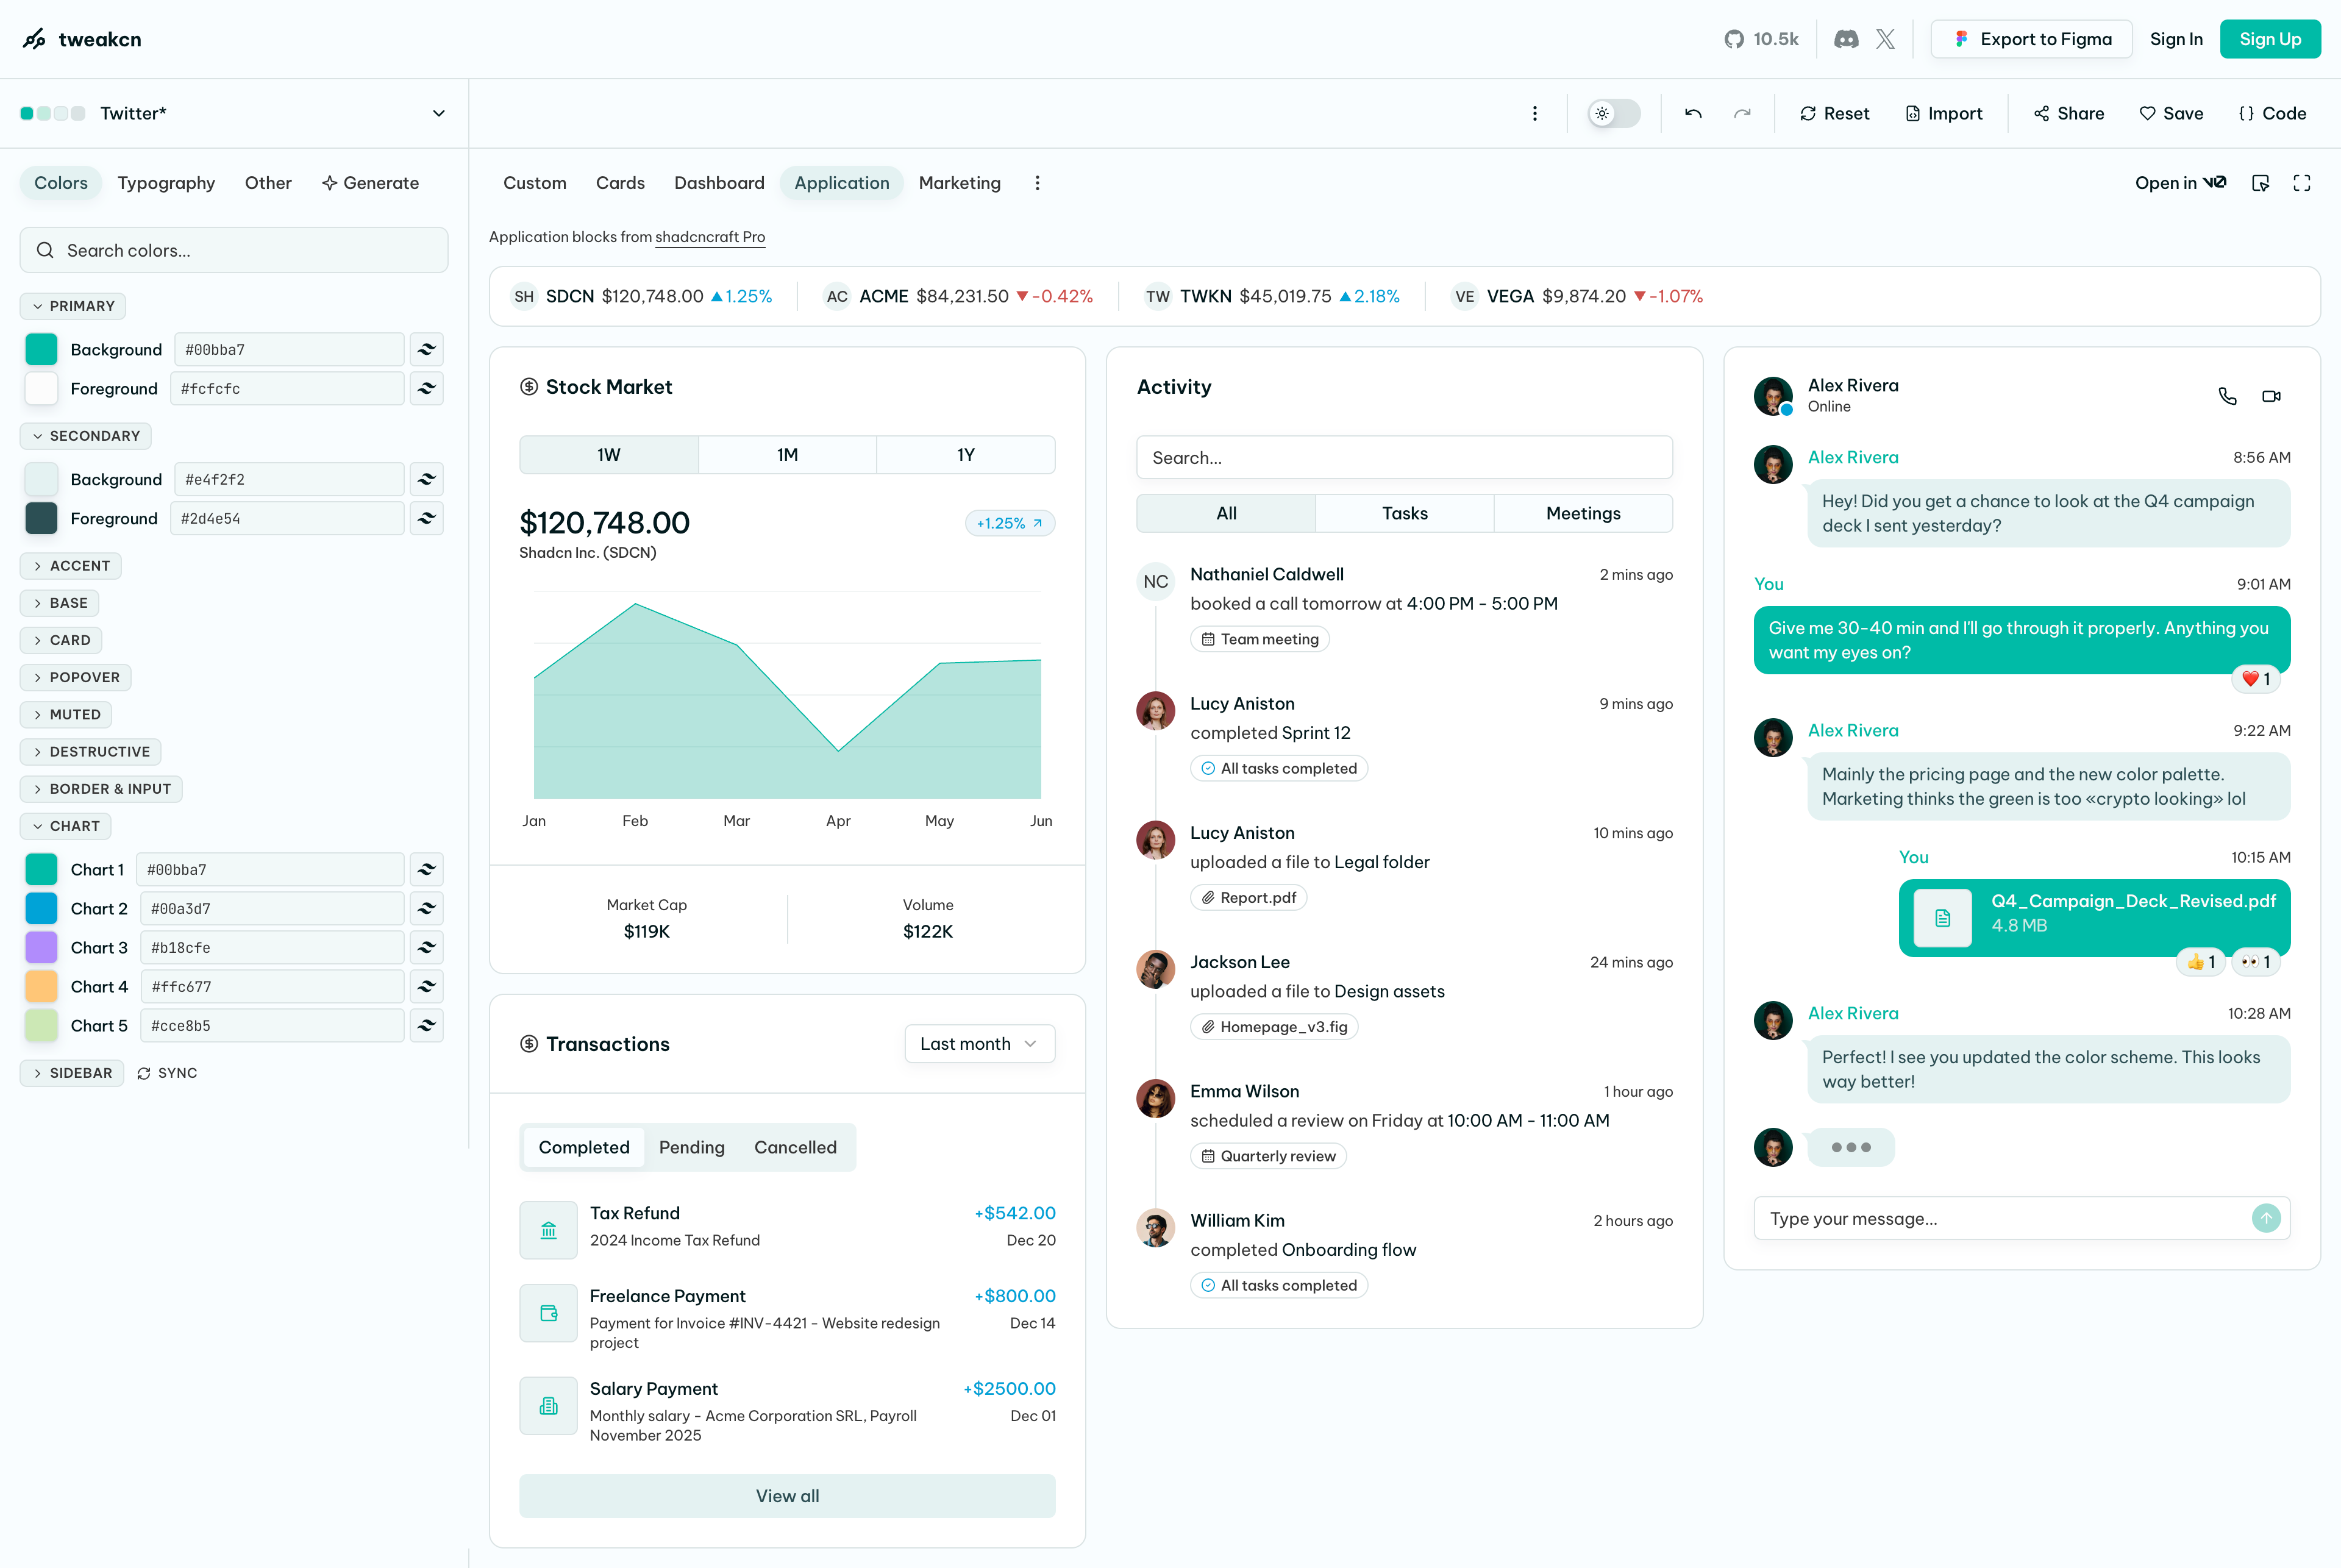 tweakcn
10.5k
Export to Figma
Sign In
Sign Up
Twitter*
Reset
Import
Share
Save
Code
Colors
Typography
Other
Generate
Custom
Cards
Dashboard
Application
Marketing
Open in v0
Search colors...
PRIMARY
Background
#00bba7
Foreground
#fcfcfc
SECONDARY
Background
#e4f2f2
Foreground
#2d4e54
ACCENT
BASE
CARD
POPOVER
MUTED
DESTRUCTIVE
BORDER & INPUT
CHART
Chart 1
#00bba7
Chart 2
#00a3d7
Chart 3
#b18cfe
Chart 4
#ffc677
Chart 5
#cce8b5
SIDEBAR
SYNC
Application blocks from shadcncraft Pro
SH SDCN $120,748.00 ▲1.25%
AC ACME $84,231.50 ▼-0.42%
TW TWKN $45,019.75 ▲2.18%
VE VEGA $9,874.20 ▼-1.07%
Stock Market
1W
1M
1Y
$120,748.00
+1.25%
Shadcn Inc. (SDCN)
Jan
Feb
Mar
Apr
May
Jun
Market Cap
$119K
Volume
$122K
Transactions
Last month
Completed
Pending
Cancelled
Tax Refund
+$542.00
2024 Income Tax Refund
Dec 20
Freelance Payment
+$800.00
Payment for Invoice #INV-4421 - Website redesign
project
Dec 14
Salary Payment
+$2500.00
Monthly salary - Acme Corporation SRL, Payroll
November 2025
Dec 01
View all
Activity
Search...
All
Tasks
Meetings
NC
Nathaniel Caldwell
2 mins ago
booked a call tomorrow at 4:00 PM - 5:00 PM
Team meeting
Lucy Aniston
9 mins ago
completed Sprint 12
All tasks completed
Lucy Aniston
10 mins ago
uploaded a file to Legal folder
Report.pdf
Jackson Lee
24 mins ago
uploaded a file to Design assets
Homepage_v3.fig
Emma Wilson
1 hour ago
scheduled a review on Friday at 10:00 AM - 11:00 AM
Quarterly review
William Kim
2 hours ago
completed Onboarding flow
All tasks completed
Alex Rivera
Online
Alex Rivera
8:56 AM
Hey! Did you get a chance to look at the Q4 campaign
deck I sent yesterday?
You
9:01 AM
Give me 30-40 min and I'll go through it properly. Anything you
want my eyes on?
❤️ 1
Alex Rivera
9:22 AM
Mainly the pricing page and the new color palette.
Marketing thinks the green is too «crypto looking» lol
You
10:15 AM
Q4_Campaign_Deck_Revised.pdf
4.8 MB
👍 1
👀 1
Alex Rivera
10:28 AM
Perfect! I see you updated the color scheme. This looks
way better!
Type your message...